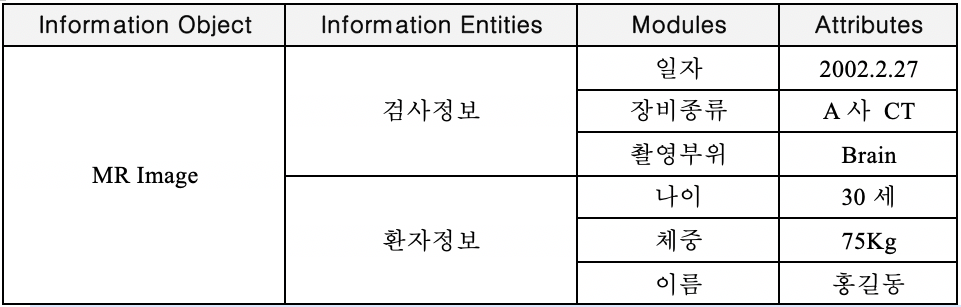 Information Object Information Entities Modules Attributes
MR Image
검사정보
일자 2002.2.27
장비종류 A 사 CT
촬영부위 Brain
환자정보
나이 30 세
체중 75Kg
이름 홍길동